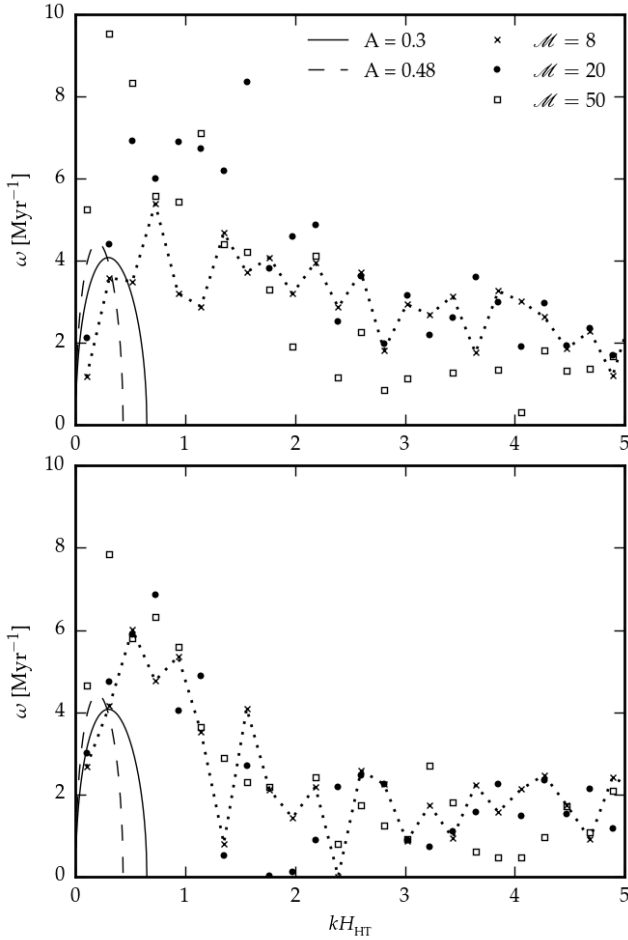 10
8
6
4
2
0
ω [Myr⁻¹]
A = 0.3
A = 0.48
ℳ = 8
ℳ = 20
ℳ = 50
0 1 2 3 4 5
10
8
6
4
2
0
ω [Myr⁻¹]
0 1 2 3 4 5
kH_HT